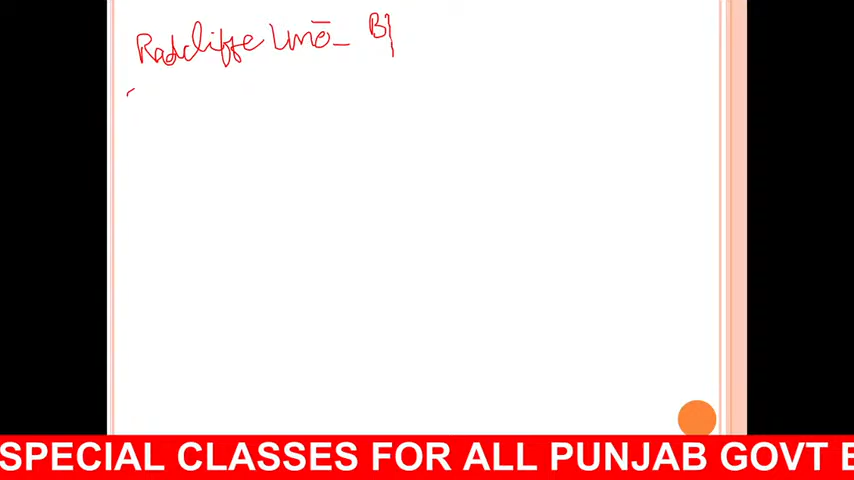 Radcliffe Line - B/
SPECIAL CLASSES FOR ALL PUNJAB GOVT E